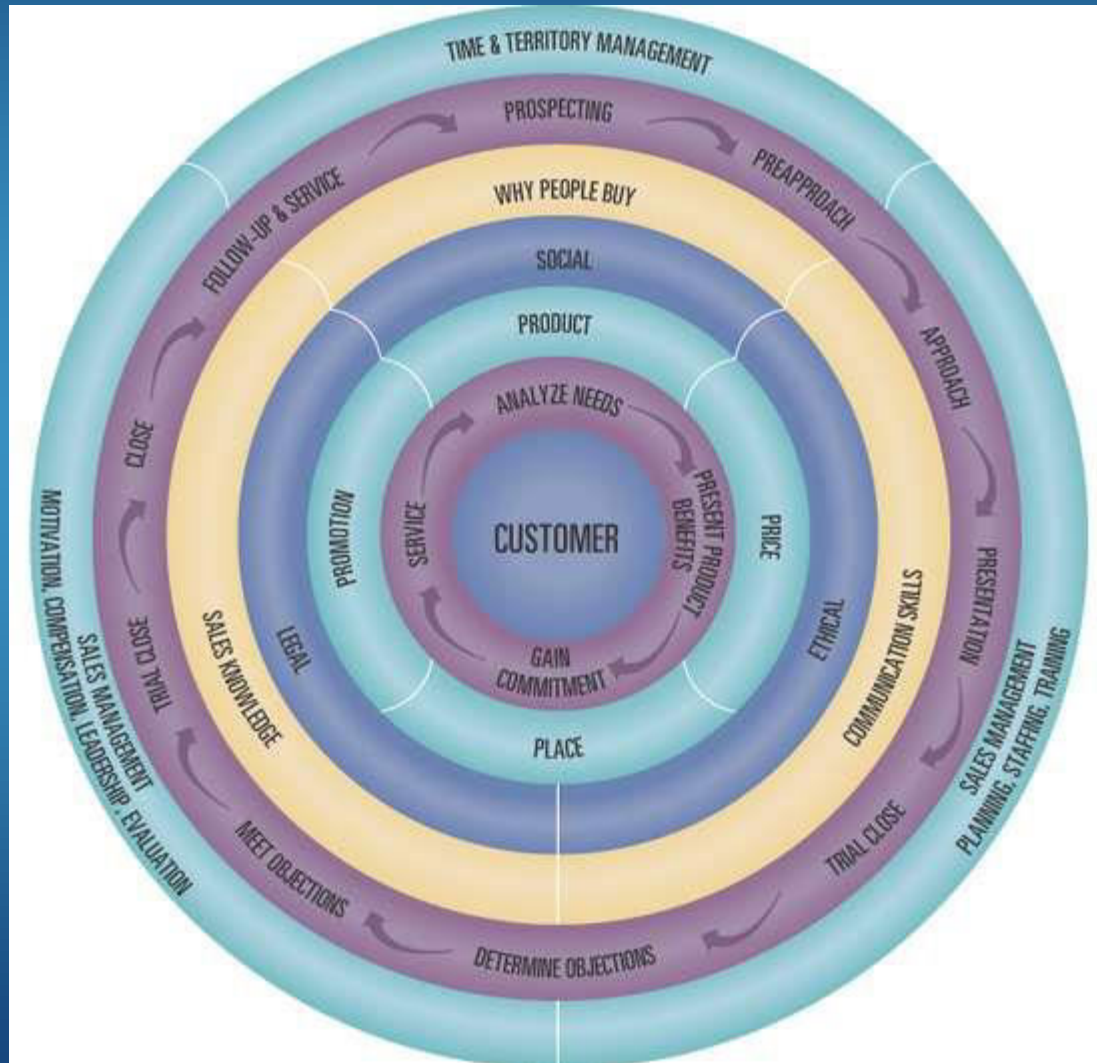 TIME & TERRITORY MANAGEMENT
PROSPECTING
PREAPPROACH
APPROACH
PRESENTATION
TRIAL CLOSE
DETERMINE OBJECTIONS
MEET OBJECTIONS
TRIAL CLOSE
CLOSE
FOLLOW-UP & SERVICE
WHY PEOPLE BUY
COMMUNICATION SKILLS
SALES KNOWLEDGE
SOCIAL
ETHICAL
LEGAL
PRODUCT
PRICE
PLACE
PROMOTION
ANALYZE NEEDS
PRESENT PRODUCT
BENEFITS
GAIN
COMMITMENT
SERVICE
CUSTOMER
SALES MANAGEMENT
PLANNING, STAFFING, TRAINING
SALES MANAGEMENT
MOTIVATION, COMPENSATION, LEADERSHIP, EVALUATION